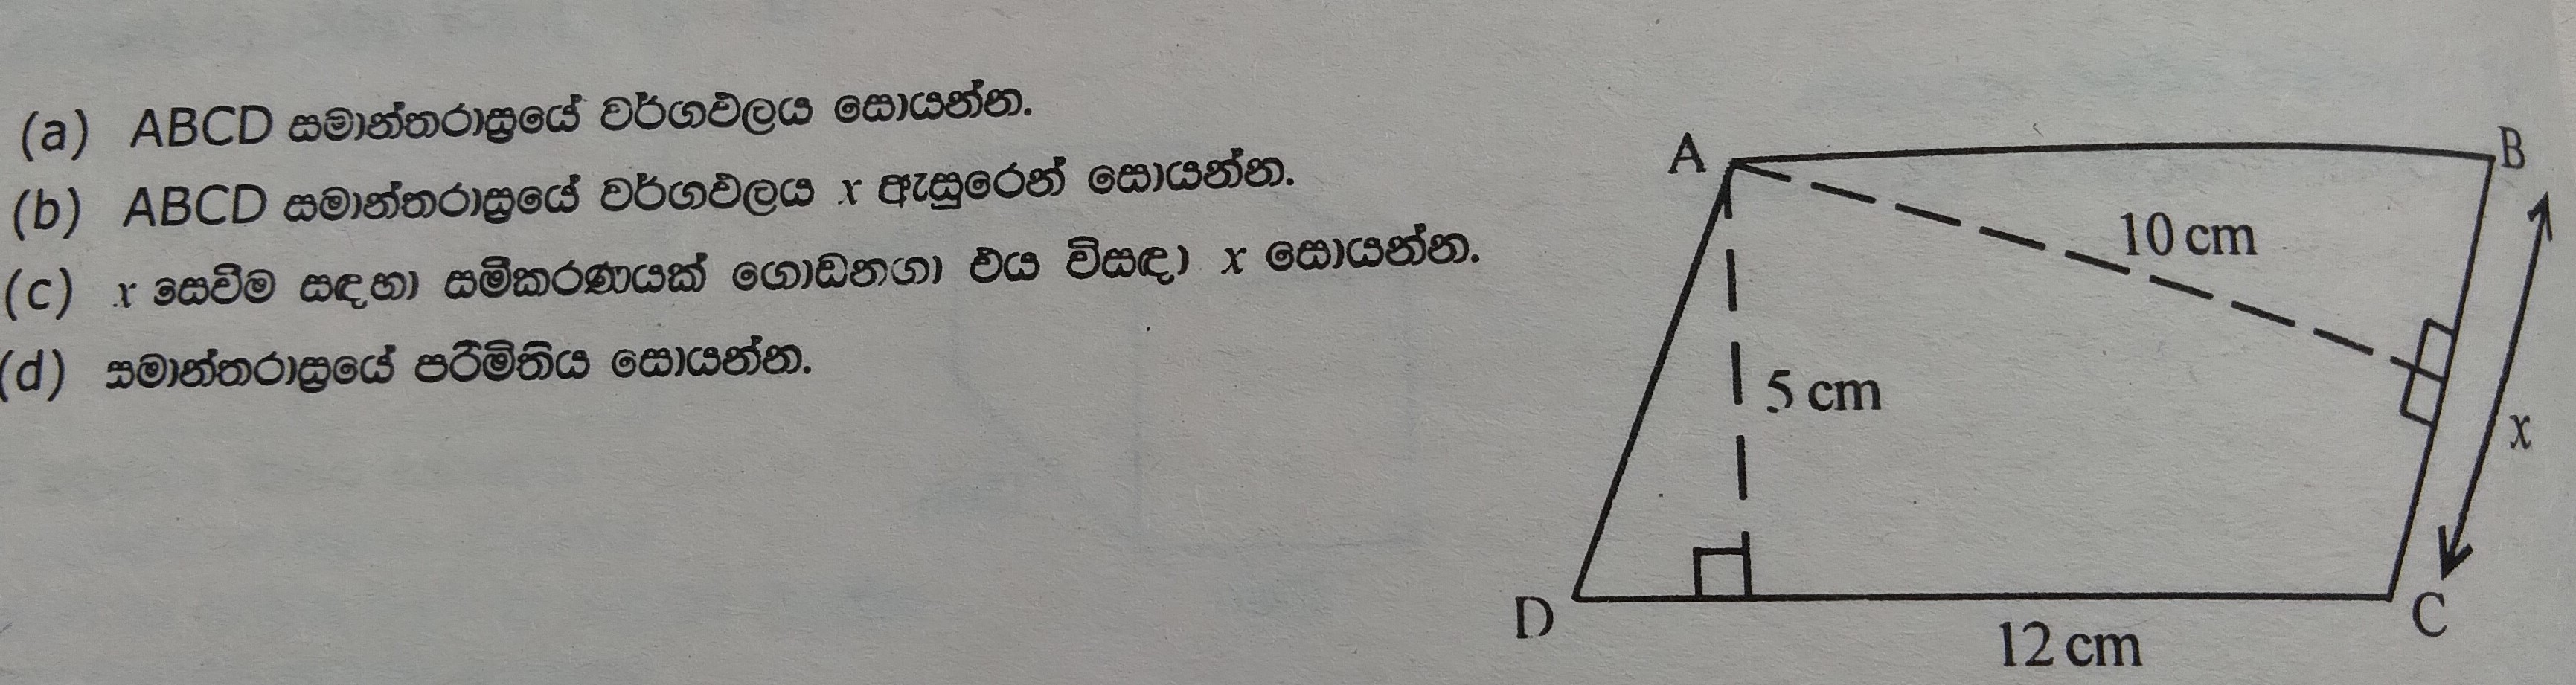 (a) ABCD සමාන්තරාස්‍රයේ වර්ගඵලය සොයන්න.
(b) ABCD සමාන්තරාස්‍රයේ වර්ගඵලය x ඇසුරෙන් සොයන්න.
(c) x සෙවීම සඳහා සමීකරණයක් ගොඩනගා එය විසඳා x සොයන්න.
(d) සමාන්තරාස්‍රයේ පරිමිතිය සොයන්න.
A
B
10 cm
5 cm
x
D
C
12 cm